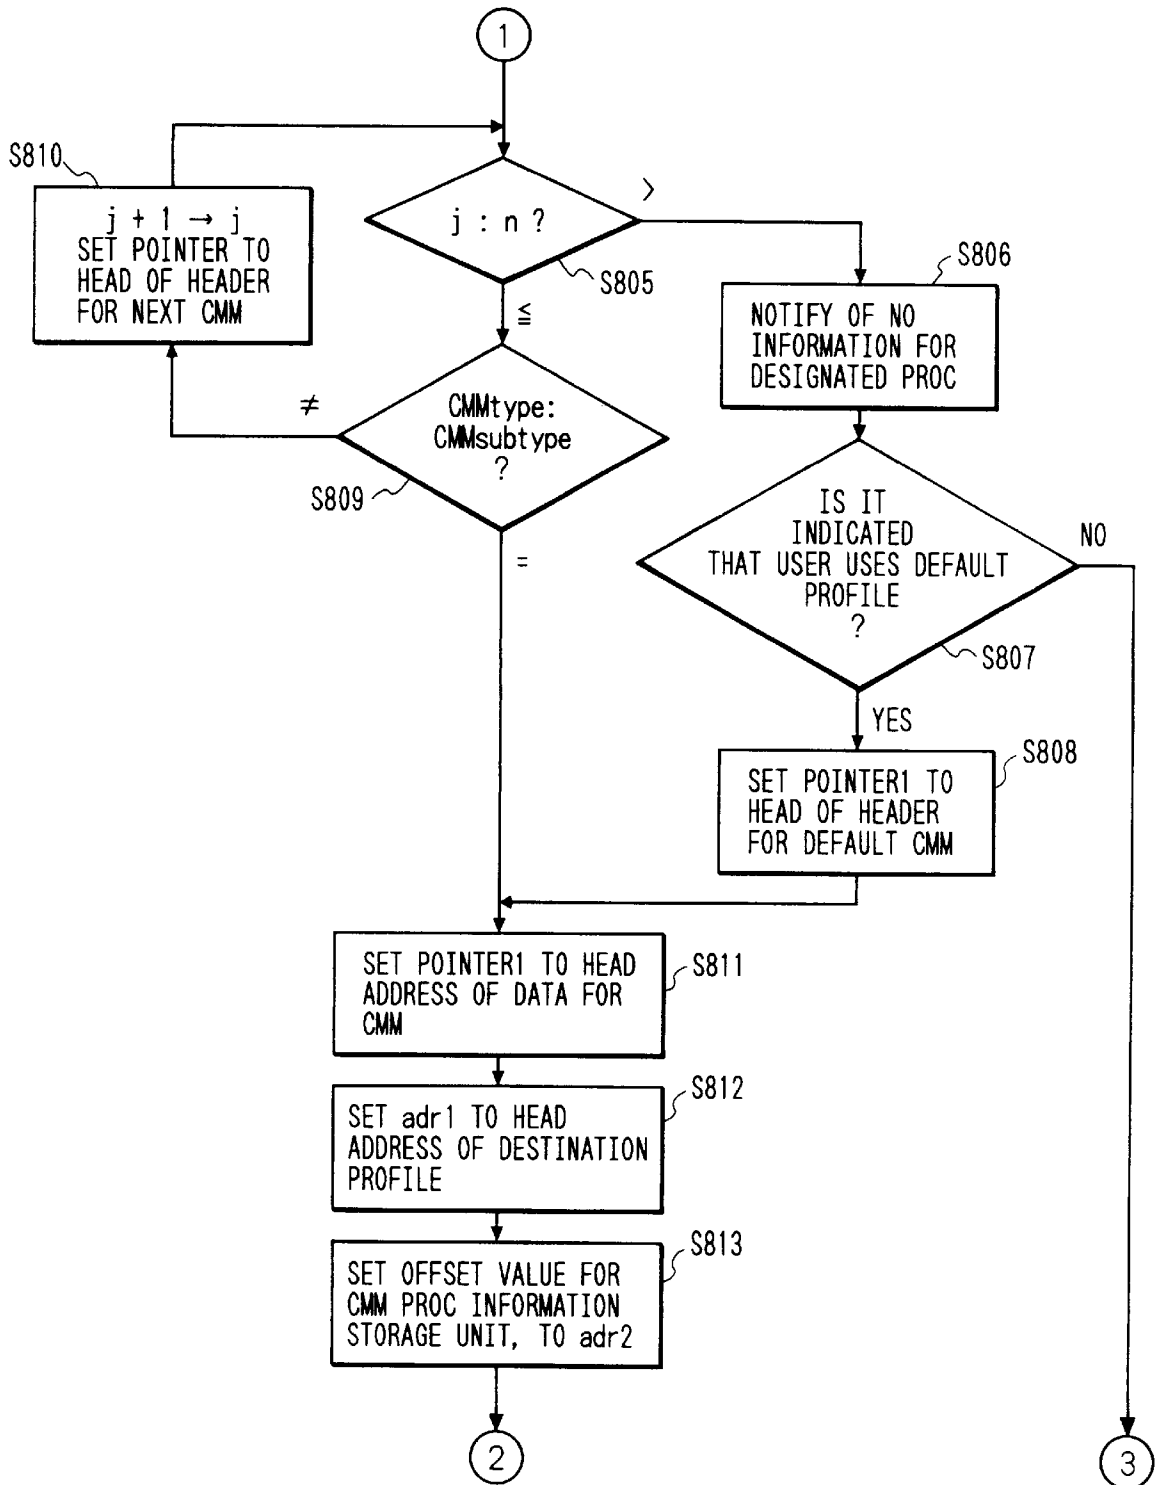 1
S810
j + 1 → j
SET POINTER TO
HEAD OF HEADER
FOR NEXT CMM
j : n ?
>
S805
≦
S806
NOTIFY OF NO
INFORMATION FOR
DESIGNATED PROC
≠
CMMtype:
CMMsubtype
?
S809
=
IS IT
INDICATED
THAT USER USES DEFAULT
PROFILE
?
NO
S807
YES
S808
SET POINTER1 TO
HEAD OF HEADER
FOR DEFAULT CMM
SET POINTER1 TO HEAD
ADDRESS OF DATA FOR
CMM
S811
SET adr1 TO HEAD
ADDRESS OF DESTINATION
PROFILE
S812
SET OFFSET VALUE FOR
CMM PROC INFORMATION
STORAGE UNIT, TO adr2
S813
2
3